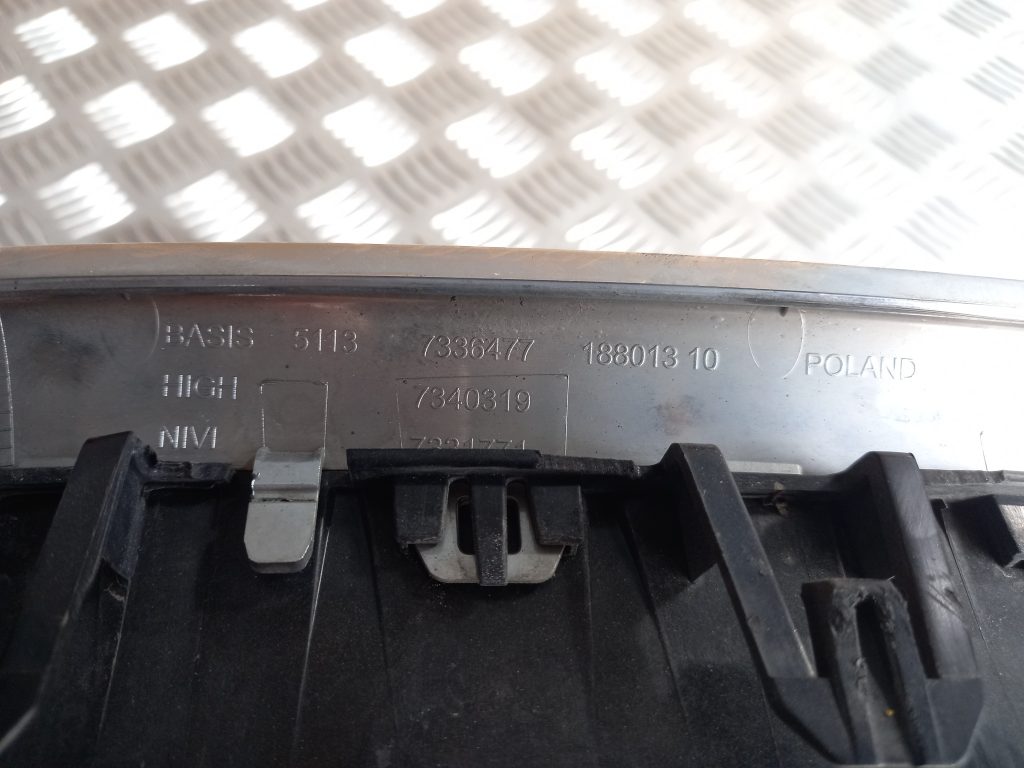 BASIS 5113 7336477 188013 10 POLAND
HIGH 7340319
NIVI